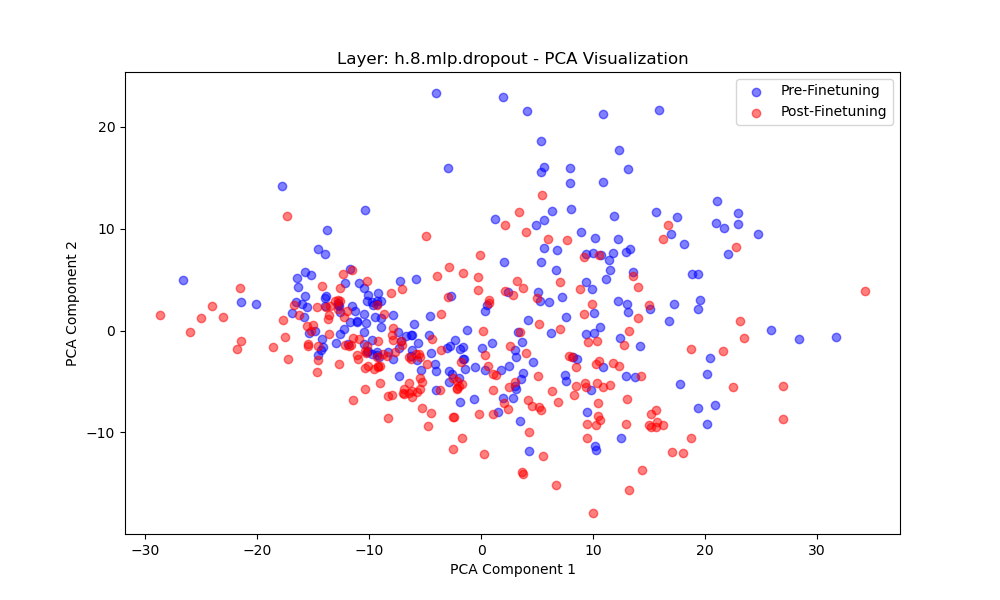 Layer: h.8.mlp.dropout - PCA Visualization
Pre-Finetuning
Post-Finetuning
PCA Component 2
20
10
0
−10
−30
−20
−10
0
10
20
30
PCA Component 1